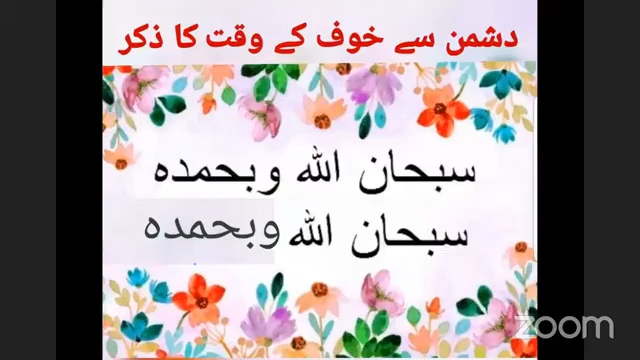 دشمن سے خوف کے وقت کا ذکر
سبحان الله وبحمده
سبحان الله وبحمده
zoom